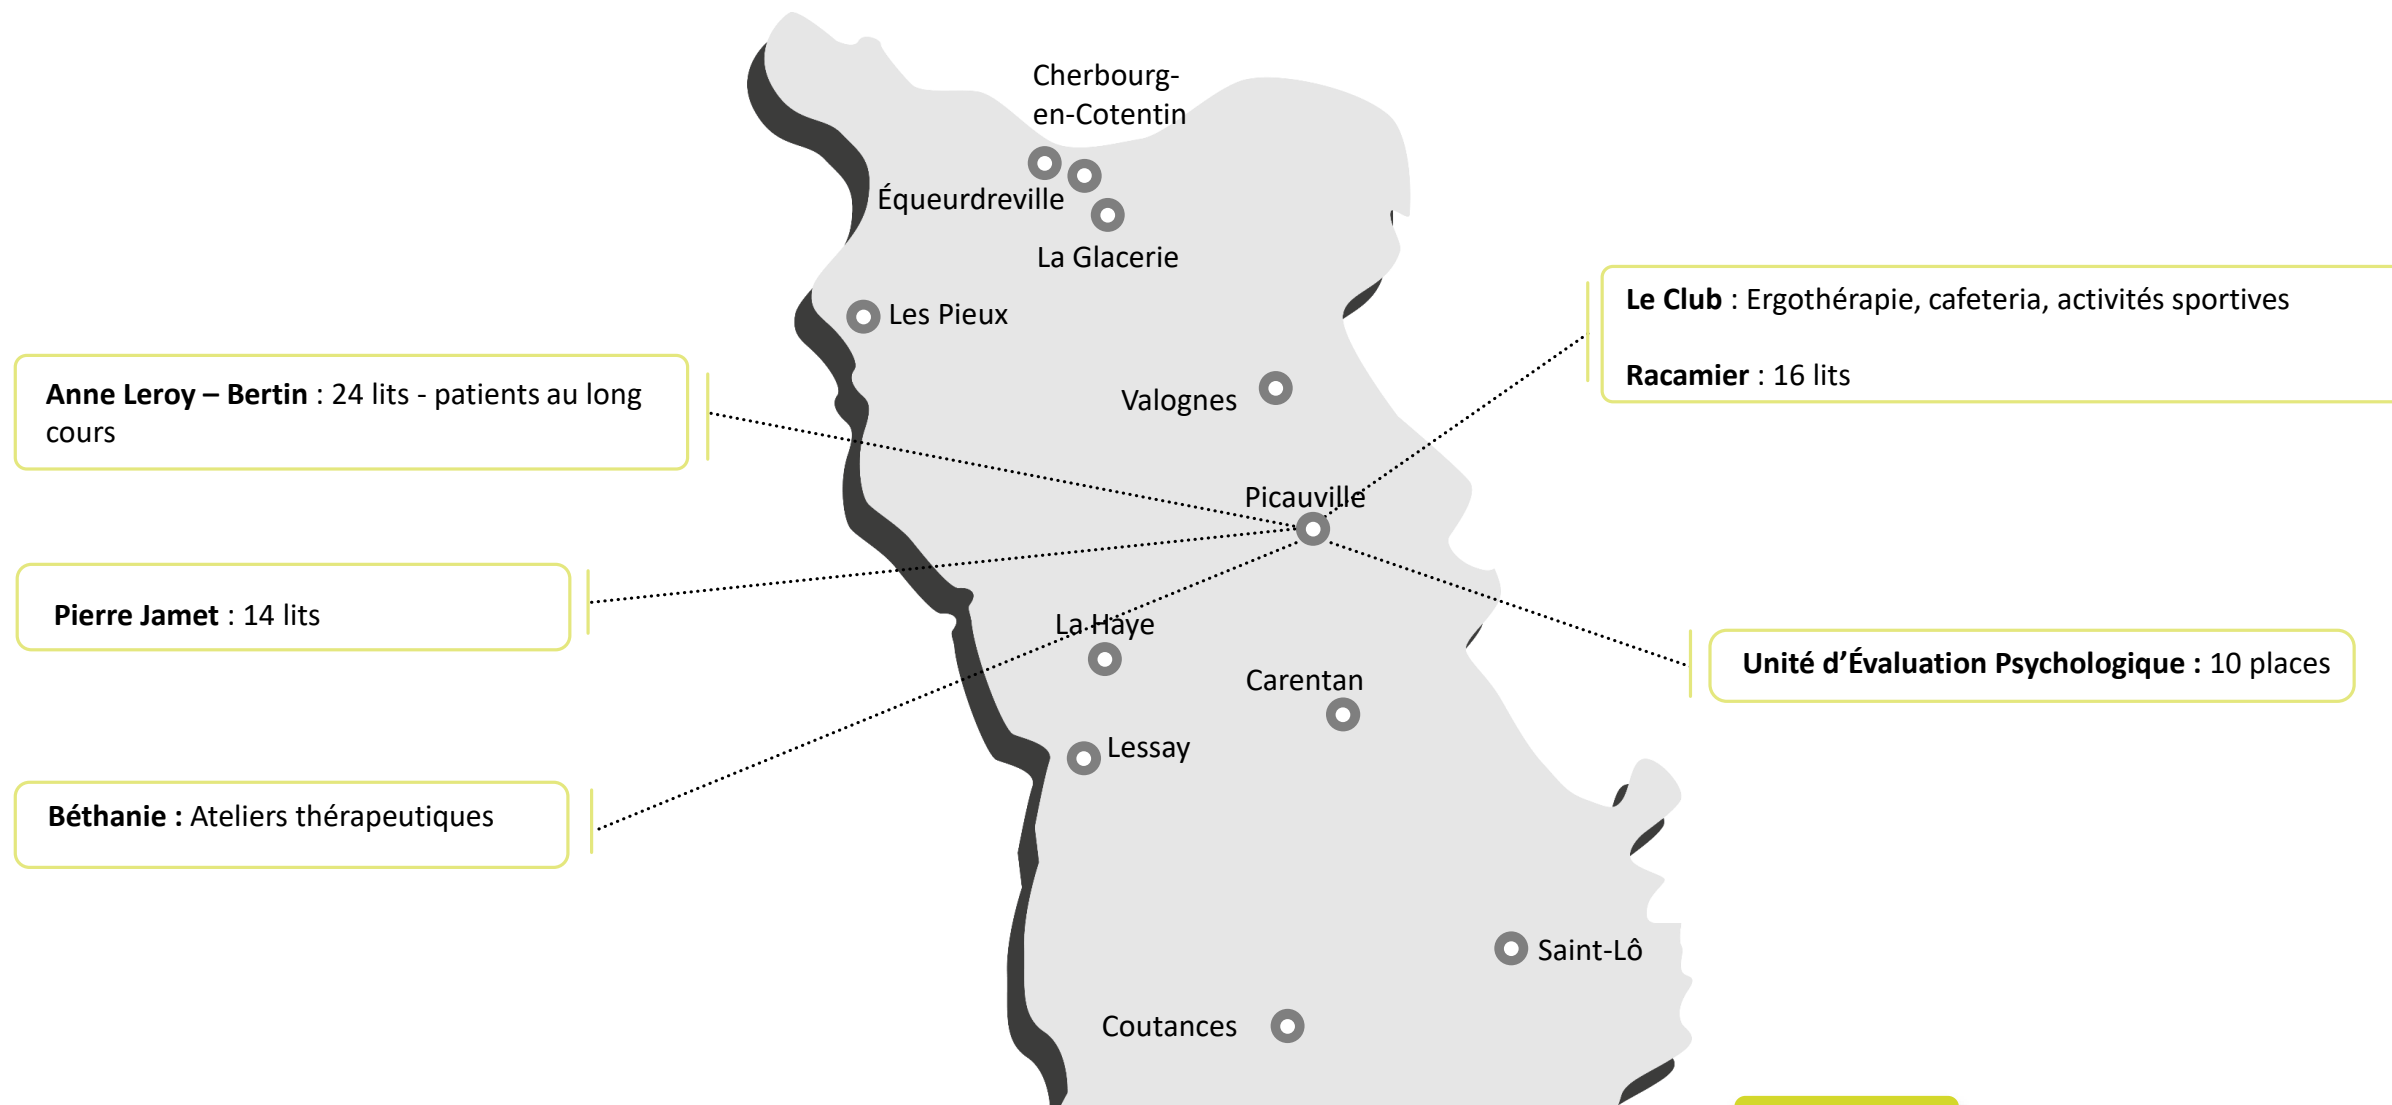 Cherbourg-
en-Cotentin
Équeurdreville
La Glacerie
Les Pieux
Le Club : Ergothérapie, cafeteria, activités sportives
Racamier : 16 lits
Anne Leroy – Bertin : 24 lits - patients au long
cours
Valognes
Picauville
Pierre Jamet : 14 lits
La Haye
Carentan
Unité d’Évaluation Psychologique : 10 places
Lessay
Béthanie : Ateliers thérapeutiques
Saint-Lô
Coutances